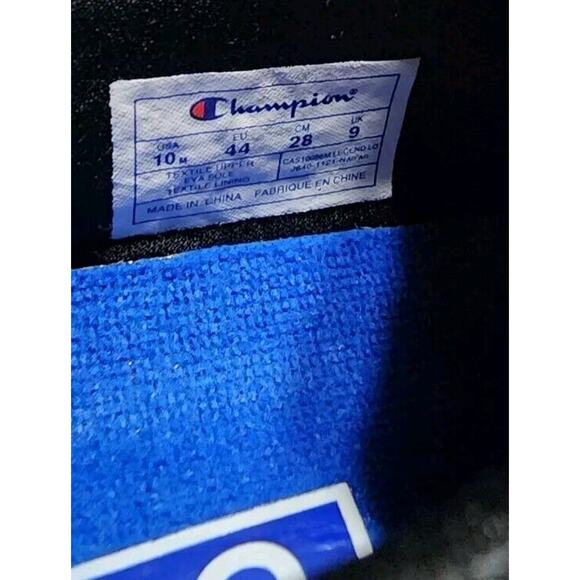 Champion®
USA EU CM UK
10 M 44 28 9
TEXTILE UPPER
EVA SOLE
TEXTILE LINING
MADE IN CHINA FABRIQUE EN CHINE